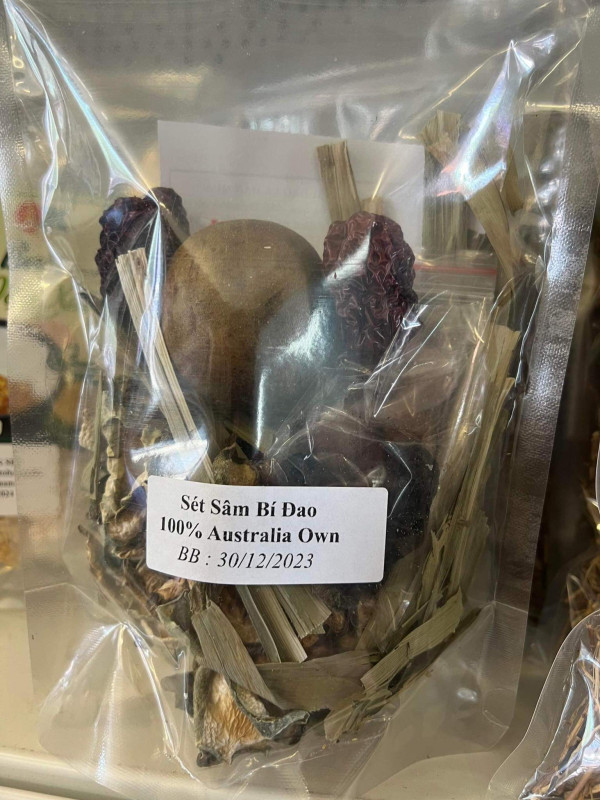 Sét Sâm Bí Đao
100% Australia Own
BB : 30/12/2023